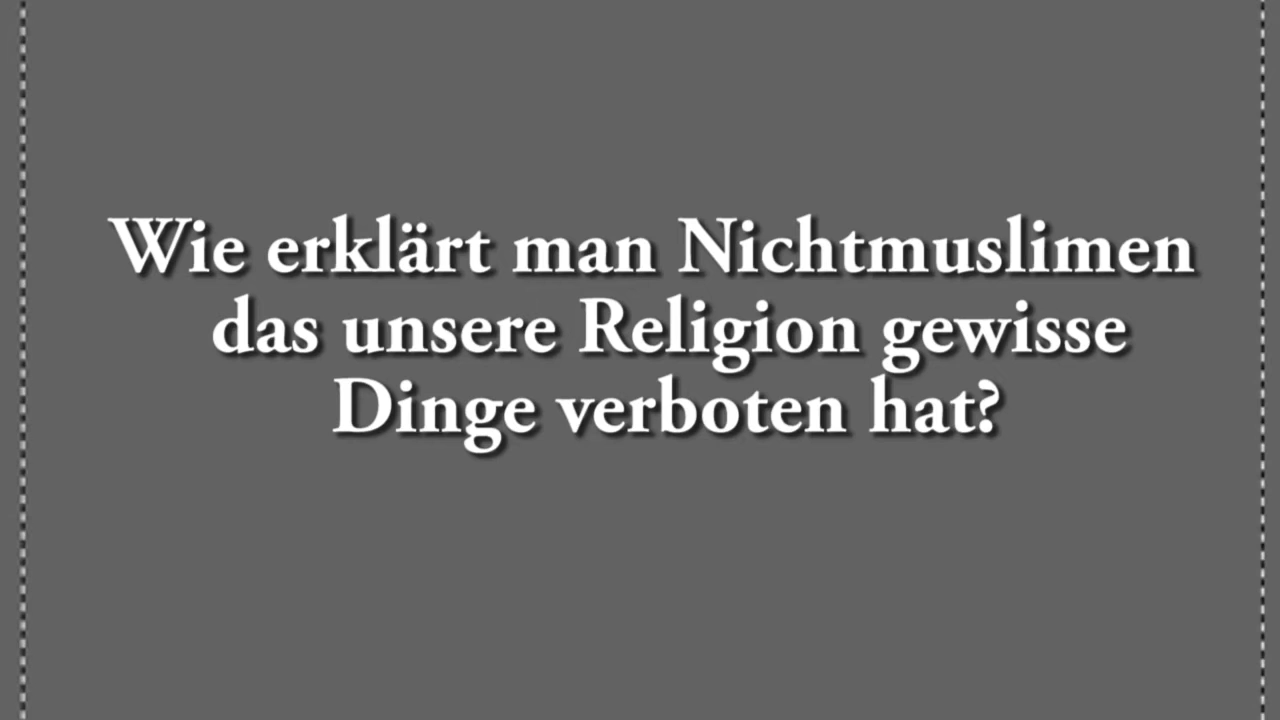 Wie erklärt man Nichtmuslimen
das unsere Religion gewisse
Dinge verboten hat?